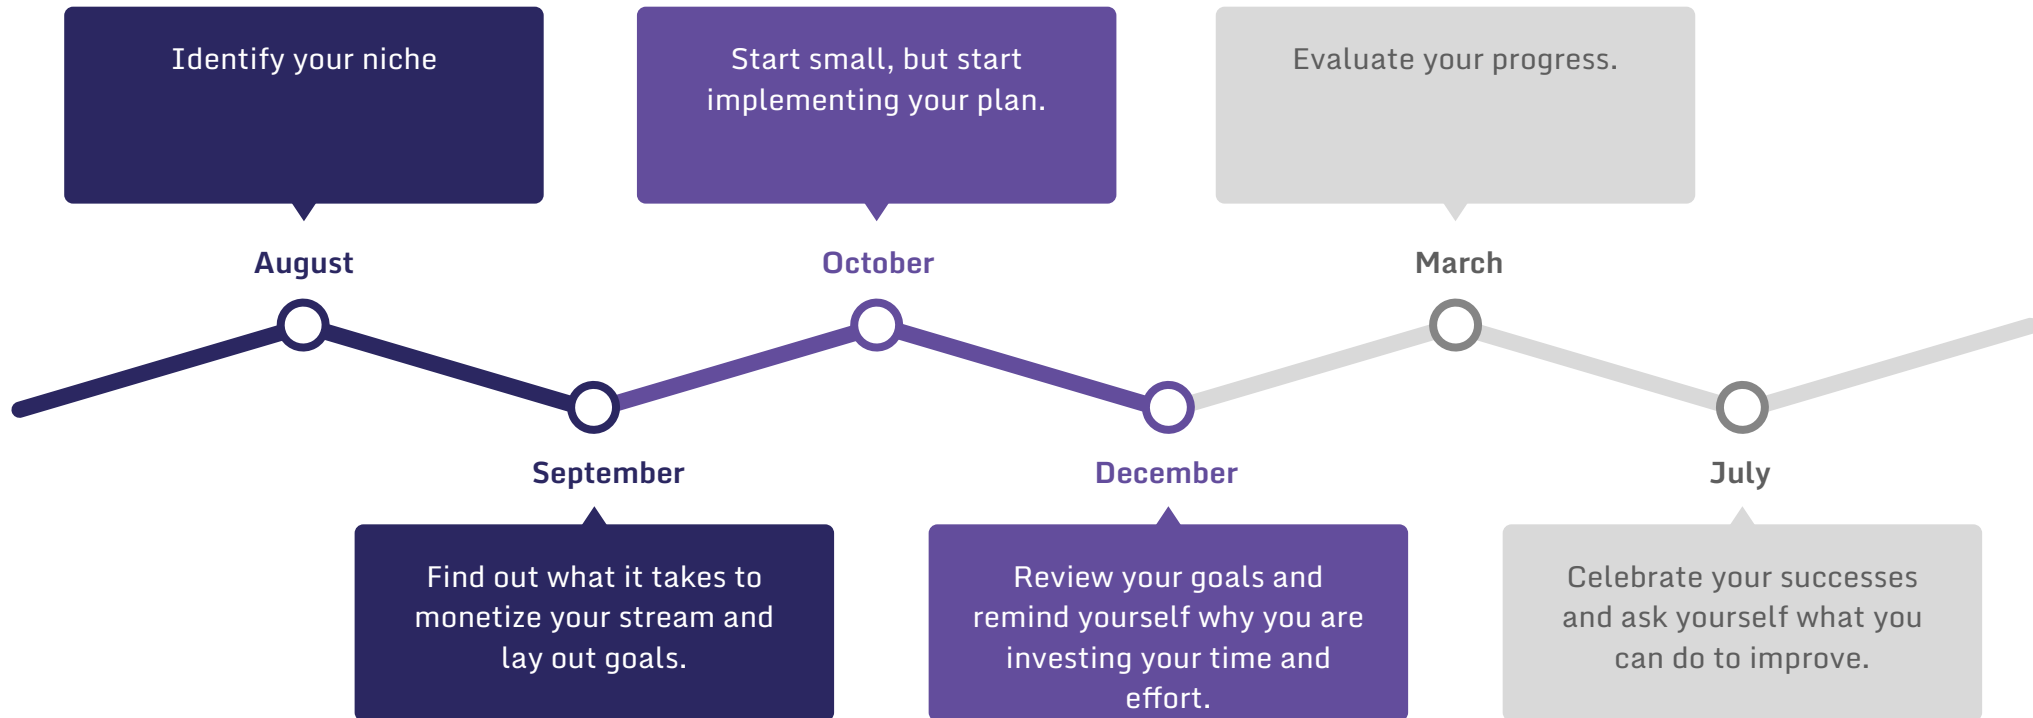 Identify your niche
August
Find out what it takes to
monetize your stream and
lay out goals.
September
Start small, but start
implementing your plan.
October
Review your goals and
remind yourself why you are
investing your time and
effort.
December
Evaluate your progress.
March
Celebrate your successes
and ask yourself what you
can do to improve.
July